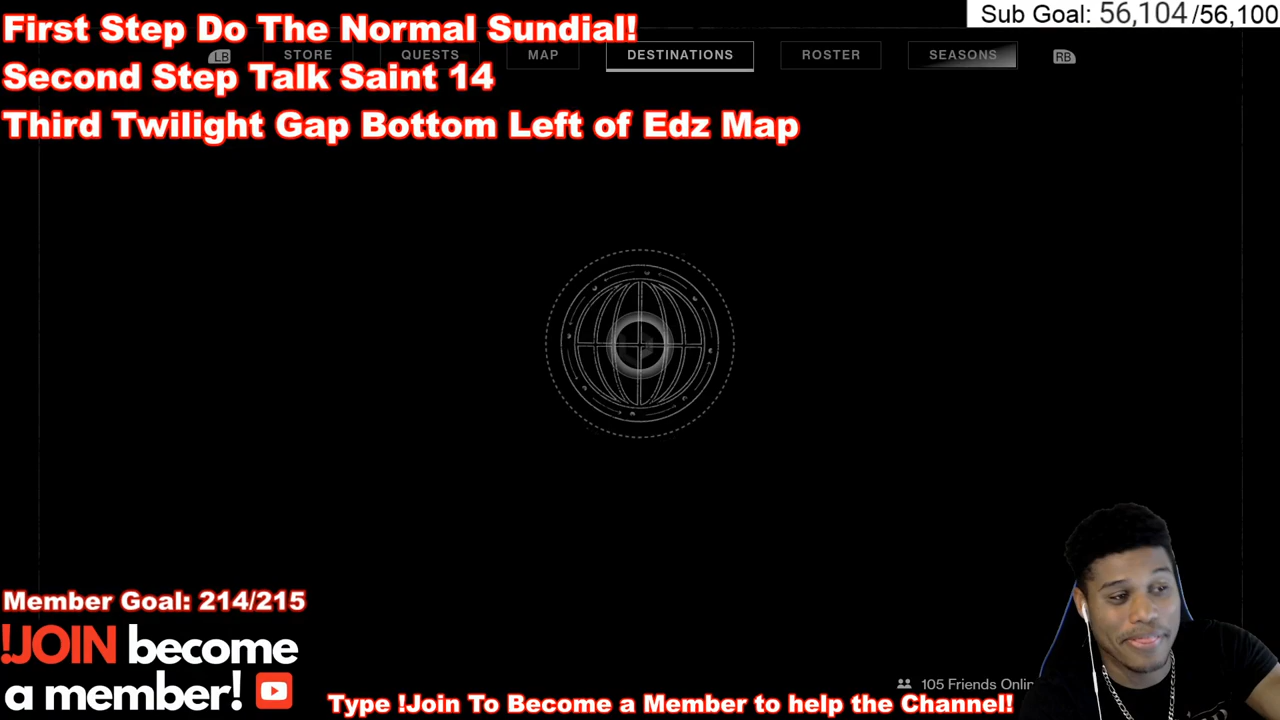 First Step Do The Normal Sundial!
Sub Goal: 56,104 /56,100
LB STORE QUESTS MAP DESTINATIONS ROSTER SEASONS RB
Second Step Talk Saint 14
Third Twilight Gap Bottom Left of Edz Map
Member Goal: 214/215
!JOIN become
a member!
105 Friends Onlin
Type !Join To Become a Member to help the Channel!